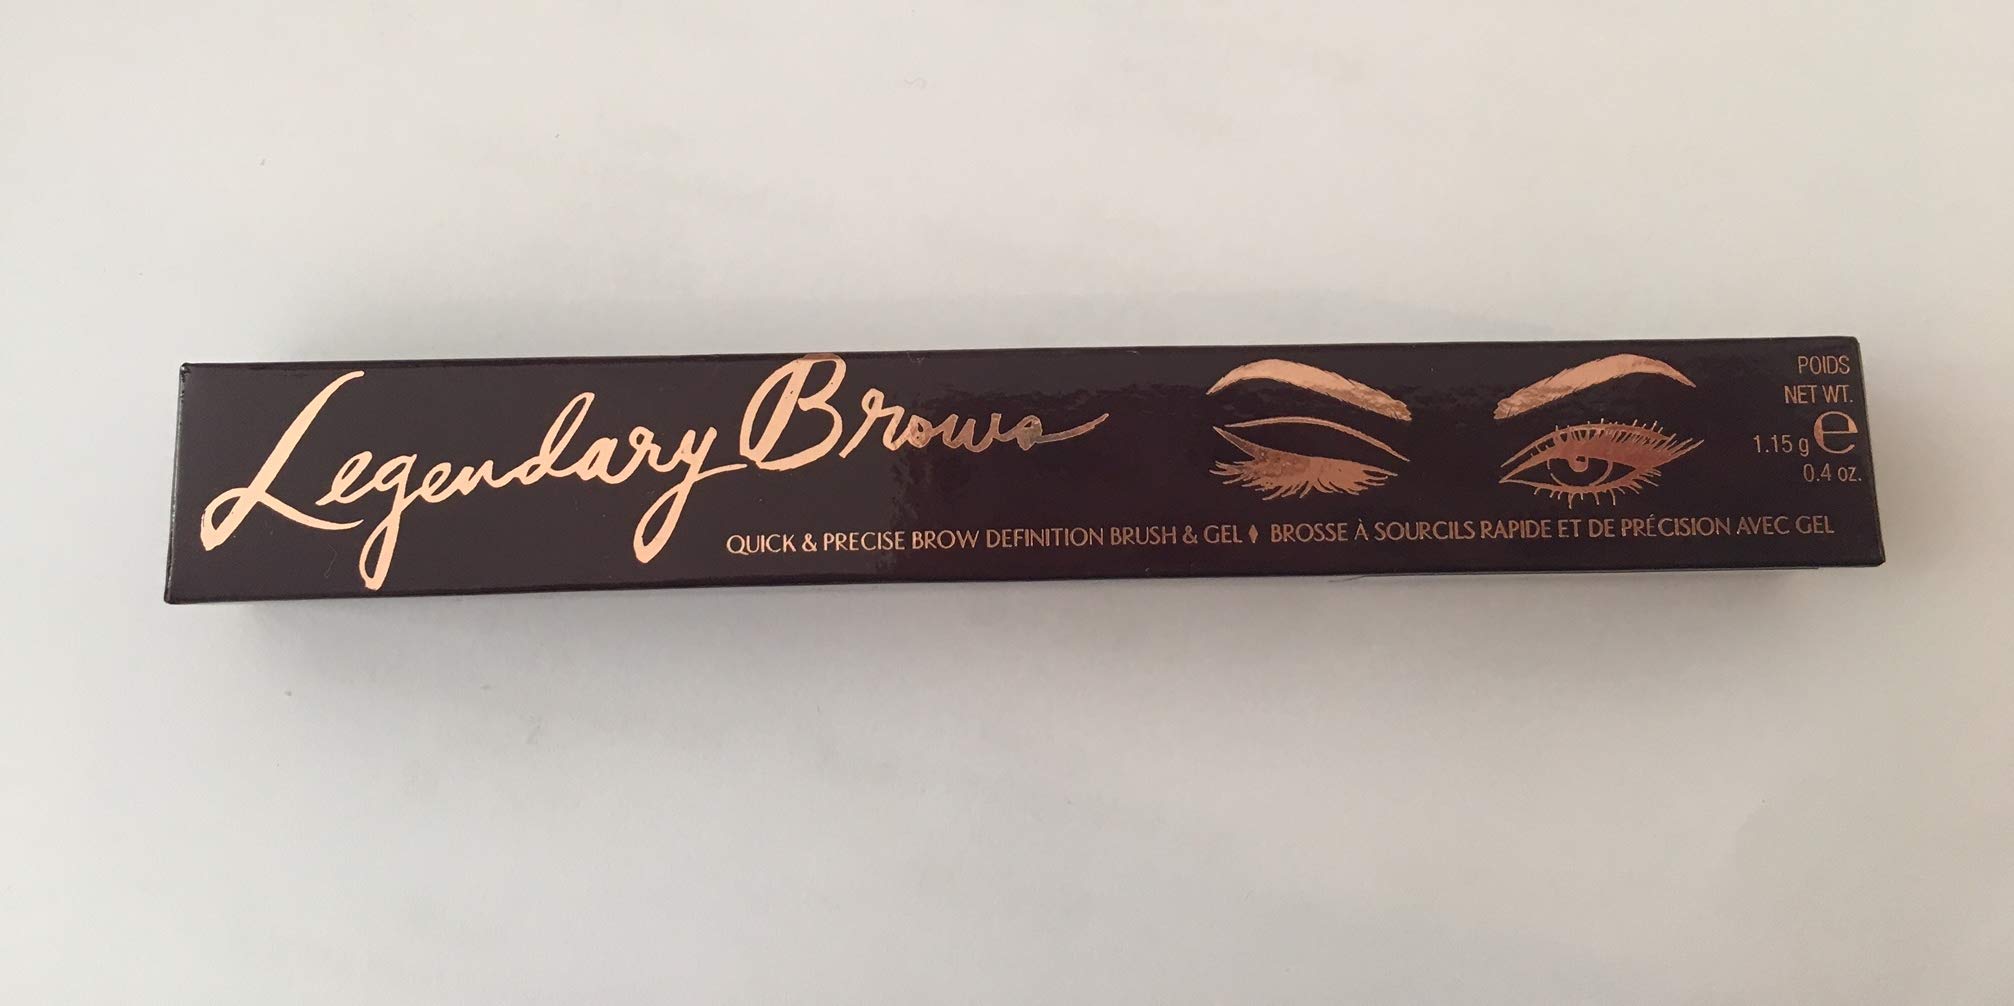 Legendary Brows
QUICK & PRECISE BROW DEFINITION BRUSH & GEL ♦ BROSSE À SOURCILS RAPIDE ET DE PRÉCISION AVEC GEL
POIDS
NET WT.
1.15 g e
0.4 oz.